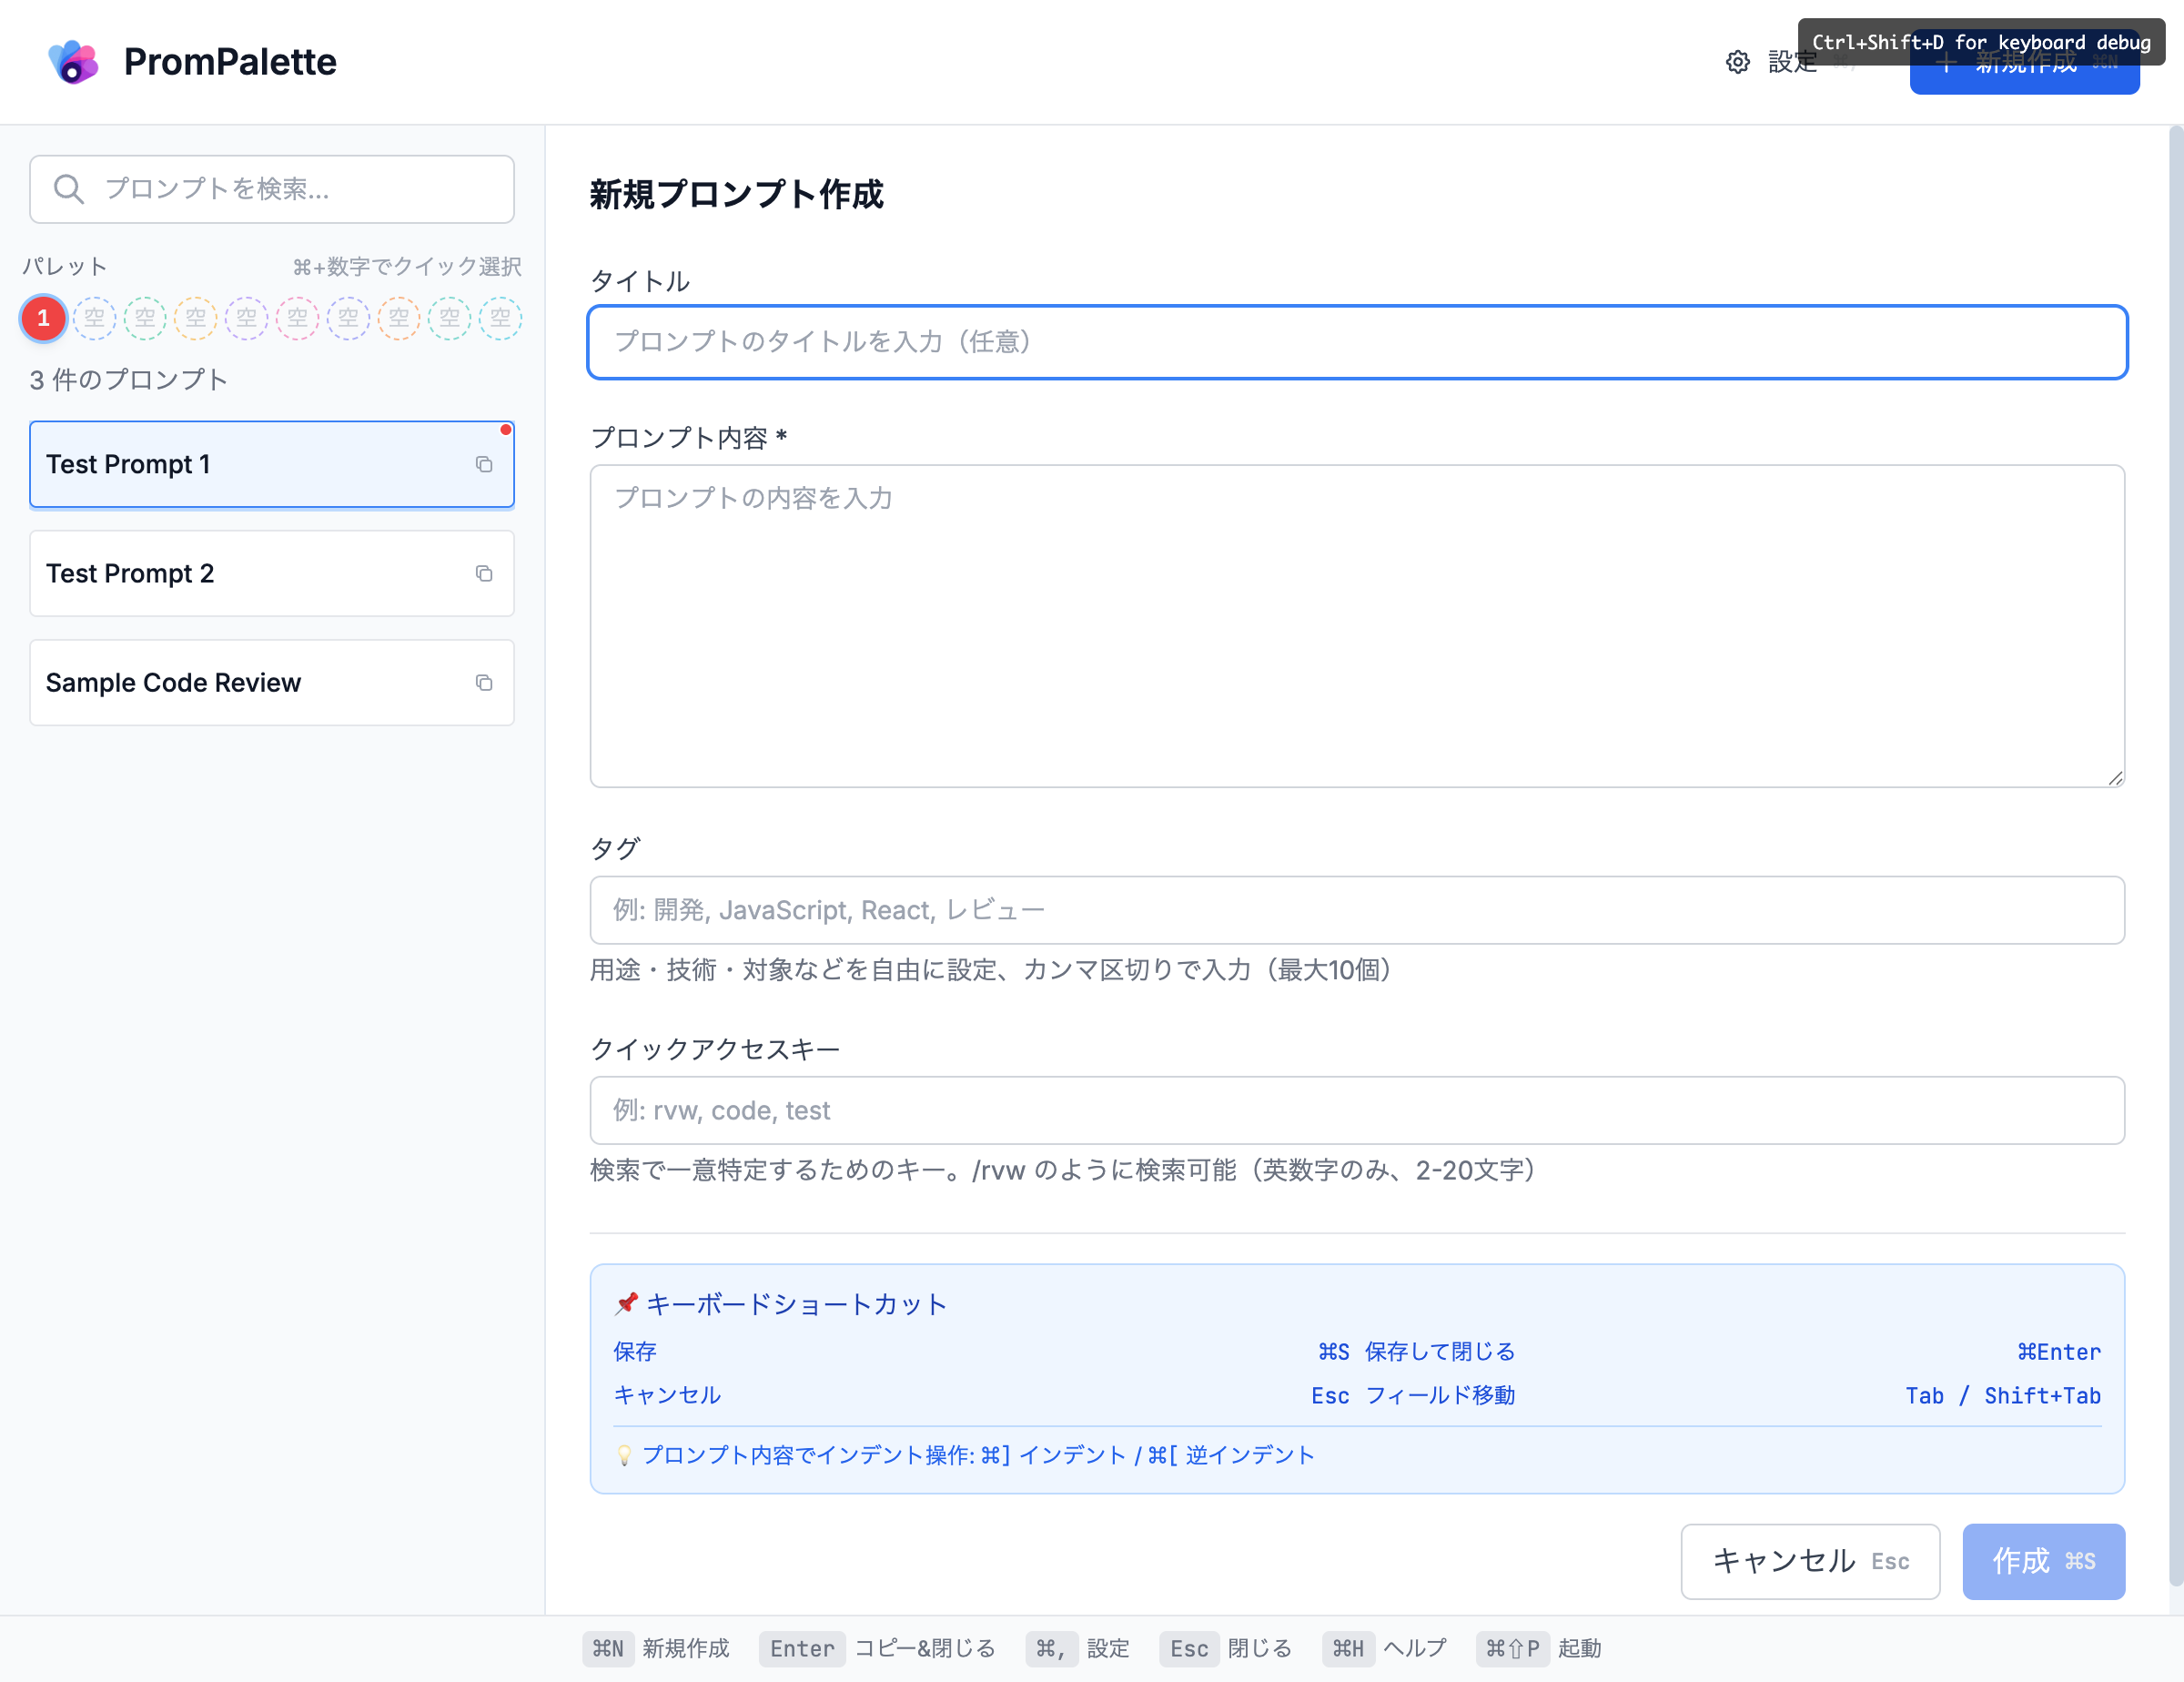 PromPalette
設定
Ctrl+Shift+D for keyboard debug
+ 新規作成 ⌘N
プロンプトを検索...
パレット ⌘+数字でクイック選択
1 空 空 空 空 空 空 空 空 空
3 件のプロンプト
Test Prompt 1
Test Prompt 2
Sample Code Review
新規プロンプト作成
タイトル
プロンプトのタイトルを入力（任意）
プロンプト内容 *
プロンプトの内容を入力
タグ
例: 開発, JavaScript, React, レビュー
用途・技術・対象などを自由に設定、カンマ区切りで入力（最大10個）
クイックアクセスキー
例: rvw, code, test
検索で一意特定するためのキー。/rvw のように検索可能（英数字のみ、2-20文字）
📌 キーボードショートカット
保存 ⌘S 保存して閉じる ⌘Enter
キャンセル Esc フィールド移動 Tab / Shift+Tab
💡 プロンプト内容でインデント操作: ⌘] インデント / ⌘[ 逆インデント
キャンセル Esc 作成 ⌘S
⌘N 新規作成 Enter コピー&閉じる ⌘, 設定 Esc 閉じる ⌘H ヘルプ ⌘⇧P 起動